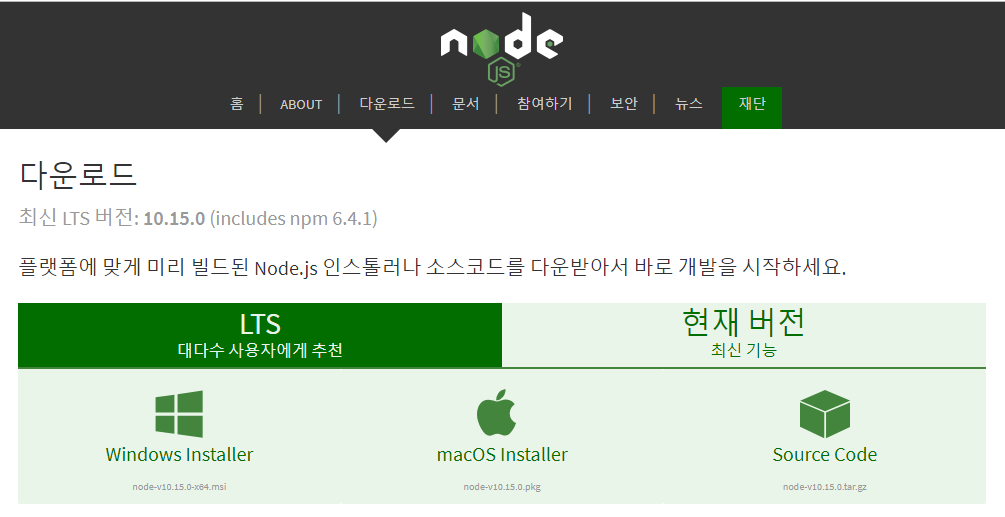 node
JS
홈 | ABOUT | 다운로드 | 문서 | 참여하기 | 보안 | 뉴스 | 재단
다운로드
최신 LTS 버전: 10.15.0 (includes npm 6.4.1)
플랫폼에 맞게 미리 빌드된 Node.js 인스톨러나 소스코드를 다운받아서 바로 개발을 시작하세요.
LTS
대다수 사용자에게 추천
현재 버전
최신 기능
Windows Installer
node-v10.15.0-x64.msi
macOS Installer
node-v10.15.0.pkg
Source Code
node-v10.15.0.tar.gz